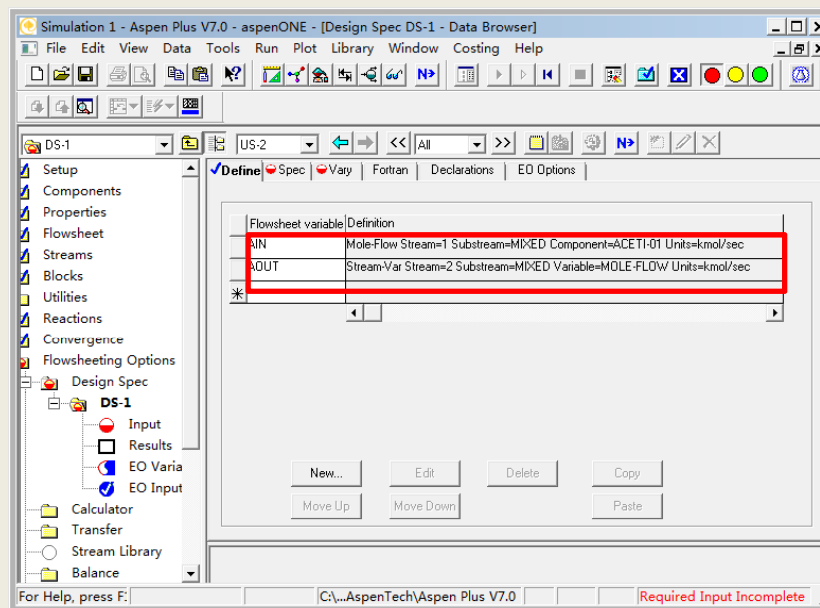 Simulation 1 - Aspen Plus V7.0 - aspenONE - [Design Spec DS-1 - Data Browser]
File Edit View Data Tools Run Plot Library Window Costing Help
N>
DS-1 US-2 << All >> N>
Setup
Components
Properties
Flowsheet
Streams
Blocks
Utilities
Reactions
Convergence
Flowsheeting Options
Design Spec
DS-1
Input
Results
EO Varia
EO Input
Calculator
Transfer
Stream Library
Balance
Define Spec Vary Fortran Declarations EO Options
Flowsheet variable Definition
AIN Mole-Flow Stream=1 Substream=MIXED Component=ACETI-01 Units=kmol/sec
AOUT Stream-Var Stream=2 Substream=MIXED Variable=MOLE-FLOW Units=kmol/sec
New... Edit Delete Copy
Move Up Move Down Paste
For Help, press F: C:\...AspenTech\Aspen Plus V7.0 Required Input Incomplete